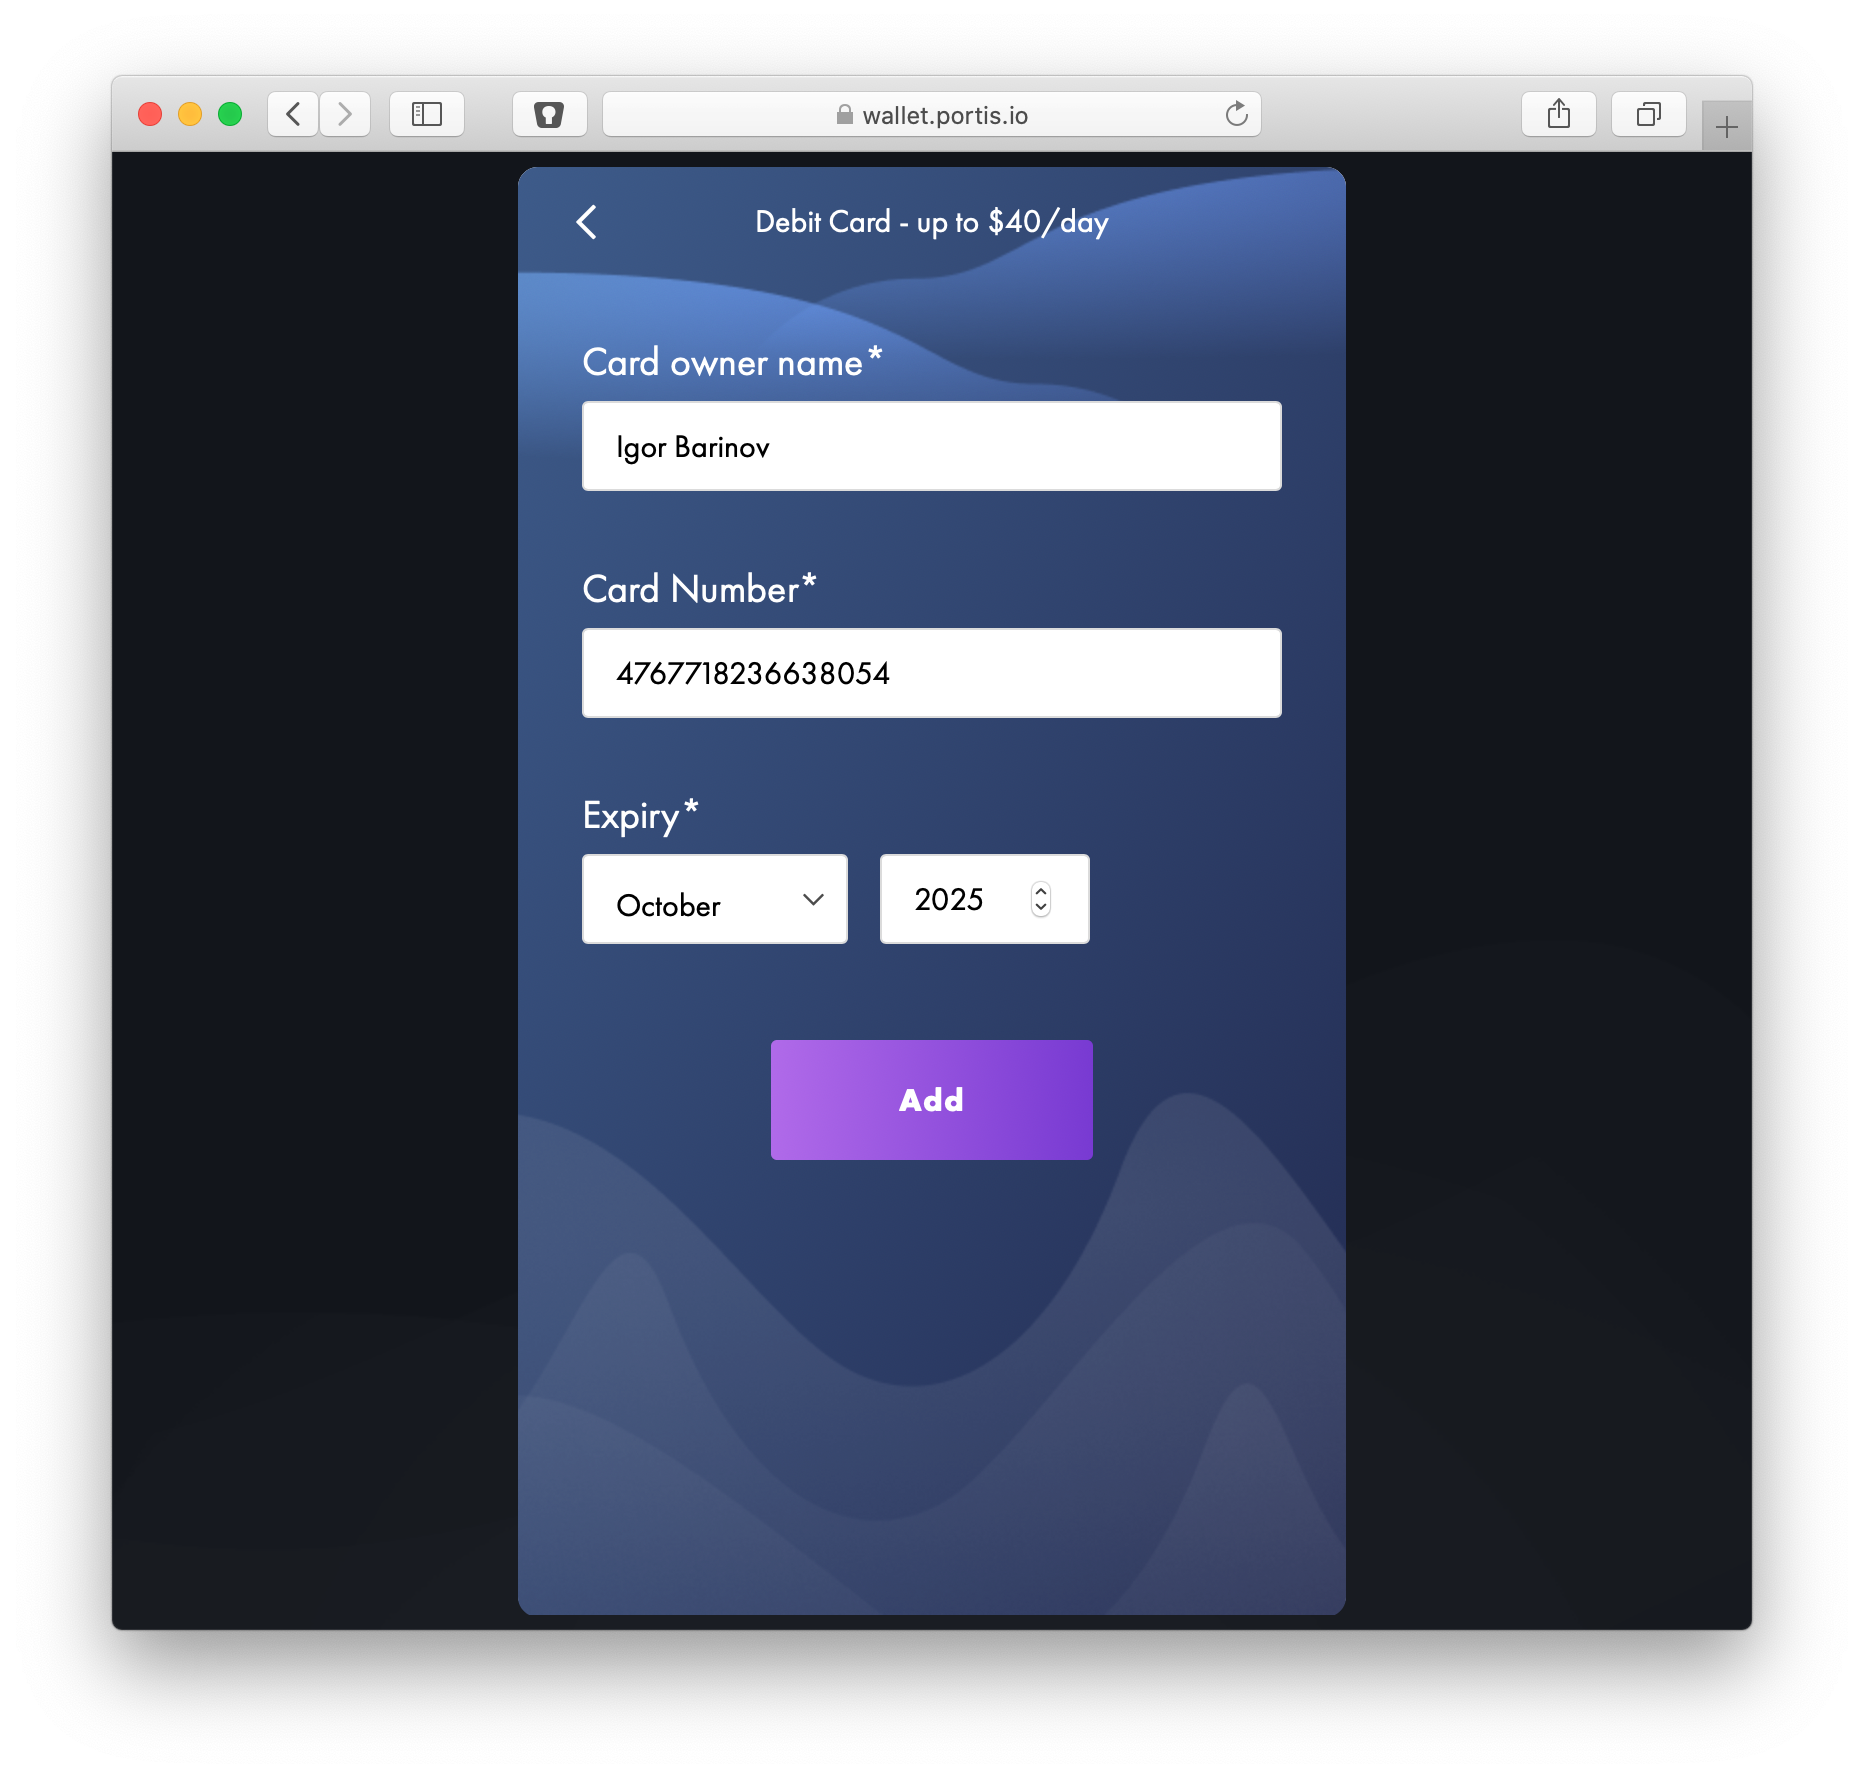 wallet.portis.io
Debit Card - up to $40/day
Card owner name*
Igor Barinov
Card Number*
4767718236638054
Expiry*
October 2025
Add